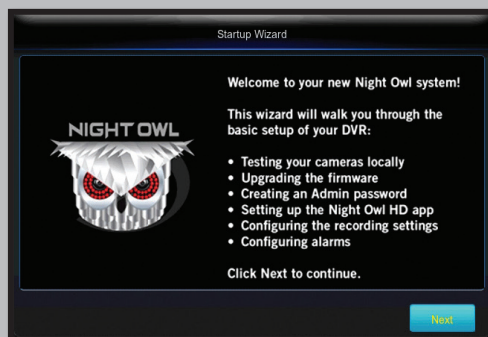 Startup Wizard
NIGHT OWL
Welcome to your new Night Owl system!
This wizard will walk you through the
basic setup of your DVR:
• Testing your cameras locally
• Upgrading the firmware
• Creating an Admin password
• Setting up the Night Owl HD app
• Configuring the recording settings
• Configuring alarms
Click Next to continue.
Next